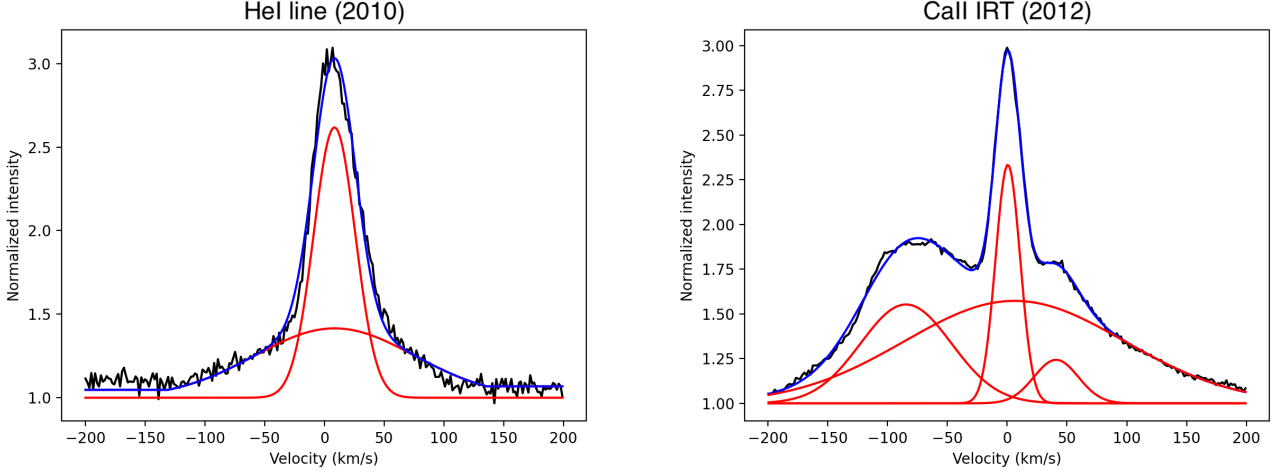 HeI line (2010)
3.0
2.5
2.0
1.5
1.0
Normalized intensity
−200 −150 −100 −50 0 50 100 150 200
Velocity (km/s)
CaII IRT (2012)
3.00
2.75
2.50
2.25
2.00
1.75
1.50
1.25
1.00
Normalized intensity
−200 −150 −100 −50 0 50 100 150 200
Velocity (km/s)